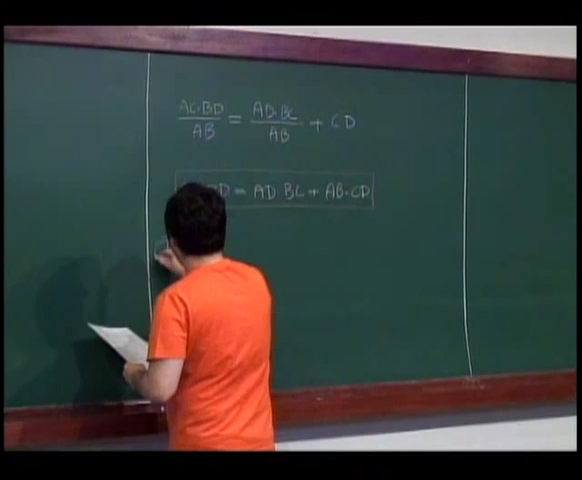 AC·BD/AB = AD·BC/AB + CD
D = AD BC + AB·CD